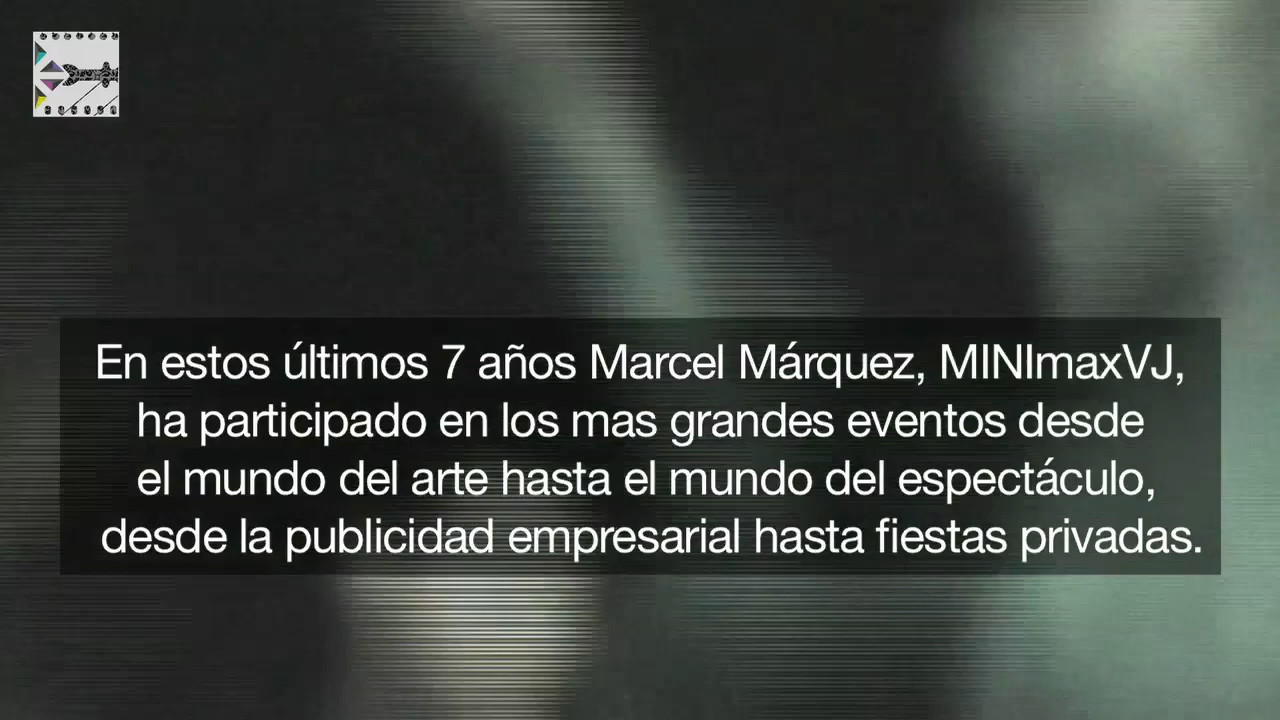 En estos últimos 7 años Marcel Márquez, MINImaxVJ,
ha participado en los mas grandes eventos desde
el mundo del arte hasta el mundo del espectáculo,
desde la publicidad empresarial hasta fiestas privadas.